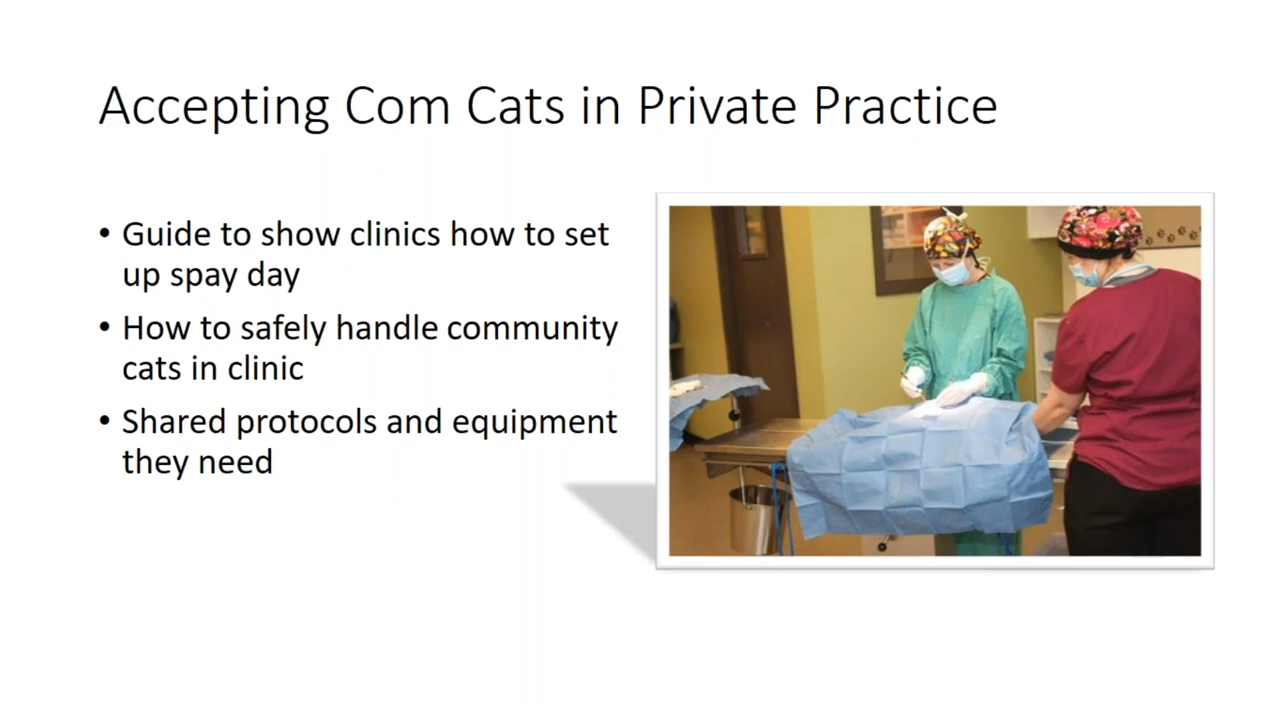 Accepting Com Cats in Private Practice
• Guide to show clinics how to set
up spay day
• How to safely handle community
cats in clinic
• Shared protocols and equipment
they need